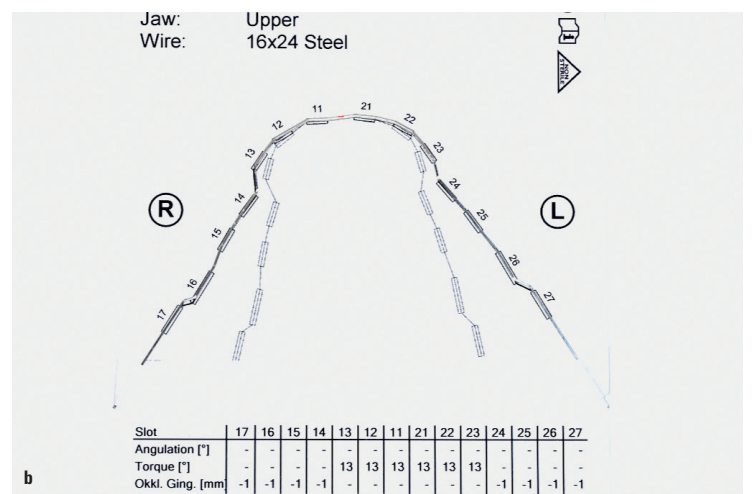 Jaw: Upper
Wire: 16x24 Steel
NON
STERILE
11 21
12 22
13 23
14 24
R L
15 25
16 26
17 27
Slot 17 16 15 14 13 12 11 21 22 23 24 25 26 27
Angulation [°] - - - - - - - - - - - - - -
Torque [°] - - - - 13 13 13 13 13 13 - - - -
Okkl. Ging. [mm -1 -1 -1 -1 - - - - - - -1 -1 -1 -1
b